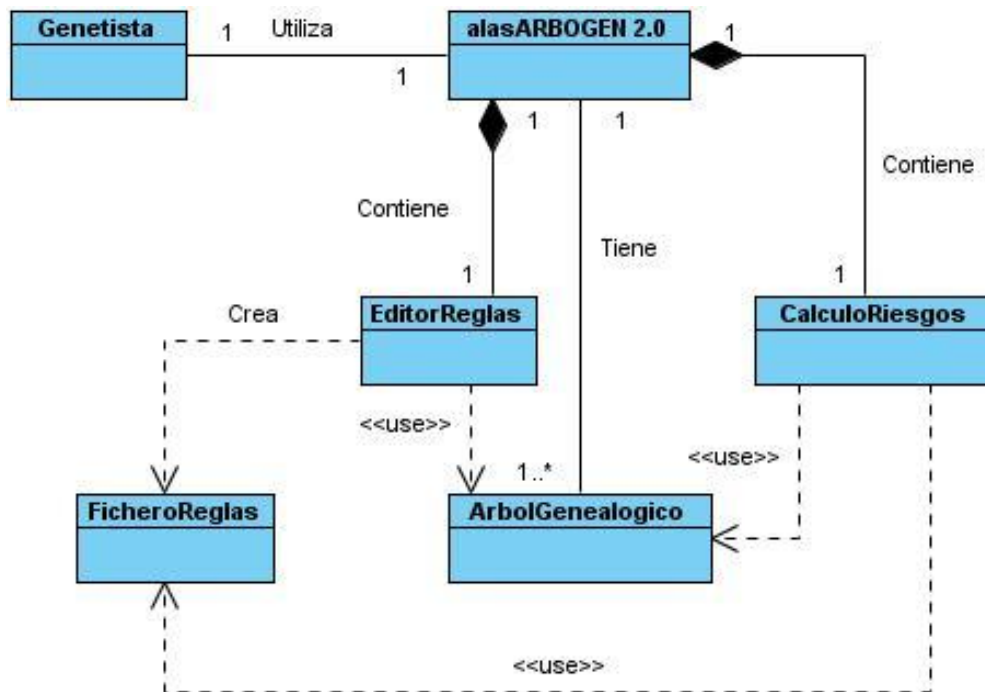 Genetista
1
Utiliza
1
alasARBOGEN 2.0
1
1
1
1
Contiene
Contiene
Tiene
1
1
EditorReglas
CalculoRiesgos
Crea
<<use>>
<<use>>
1..*
FicheroReglas
ArbolGenealogico
<<use>>